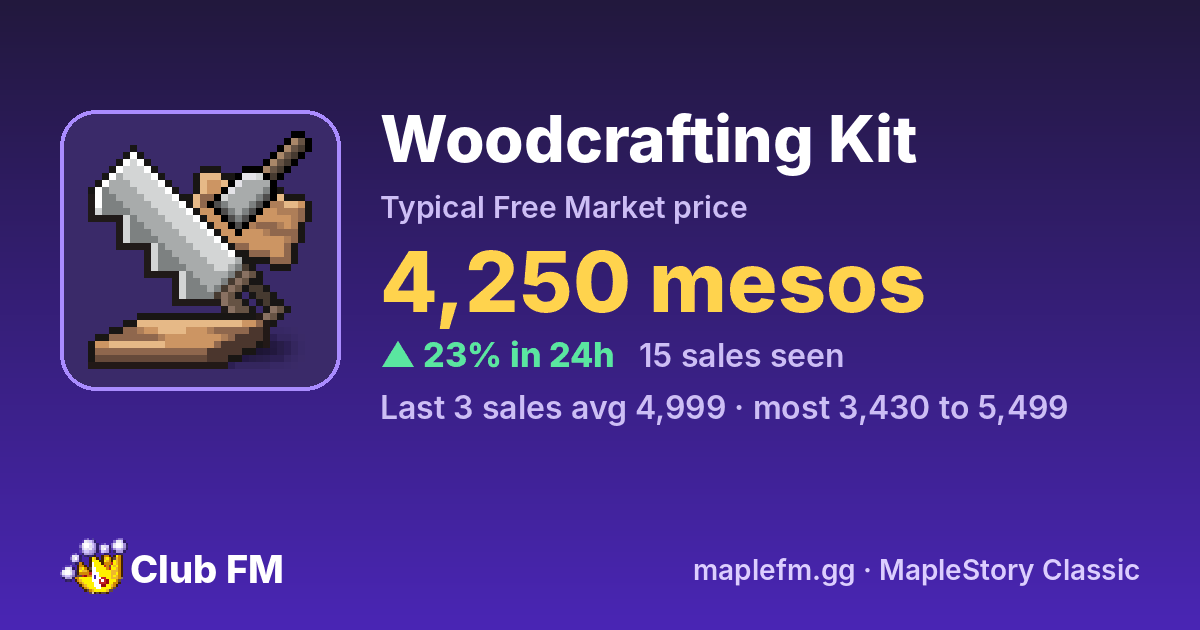 Woodcrafting Kit
Typical Free Market price
4,250 mesos
▲ 23% in 24h 15 sales seen
Last 3 sales avg 4,999 · most 3,430 to 5,499
Club FM
maplefm.gg · MapleStory Classic